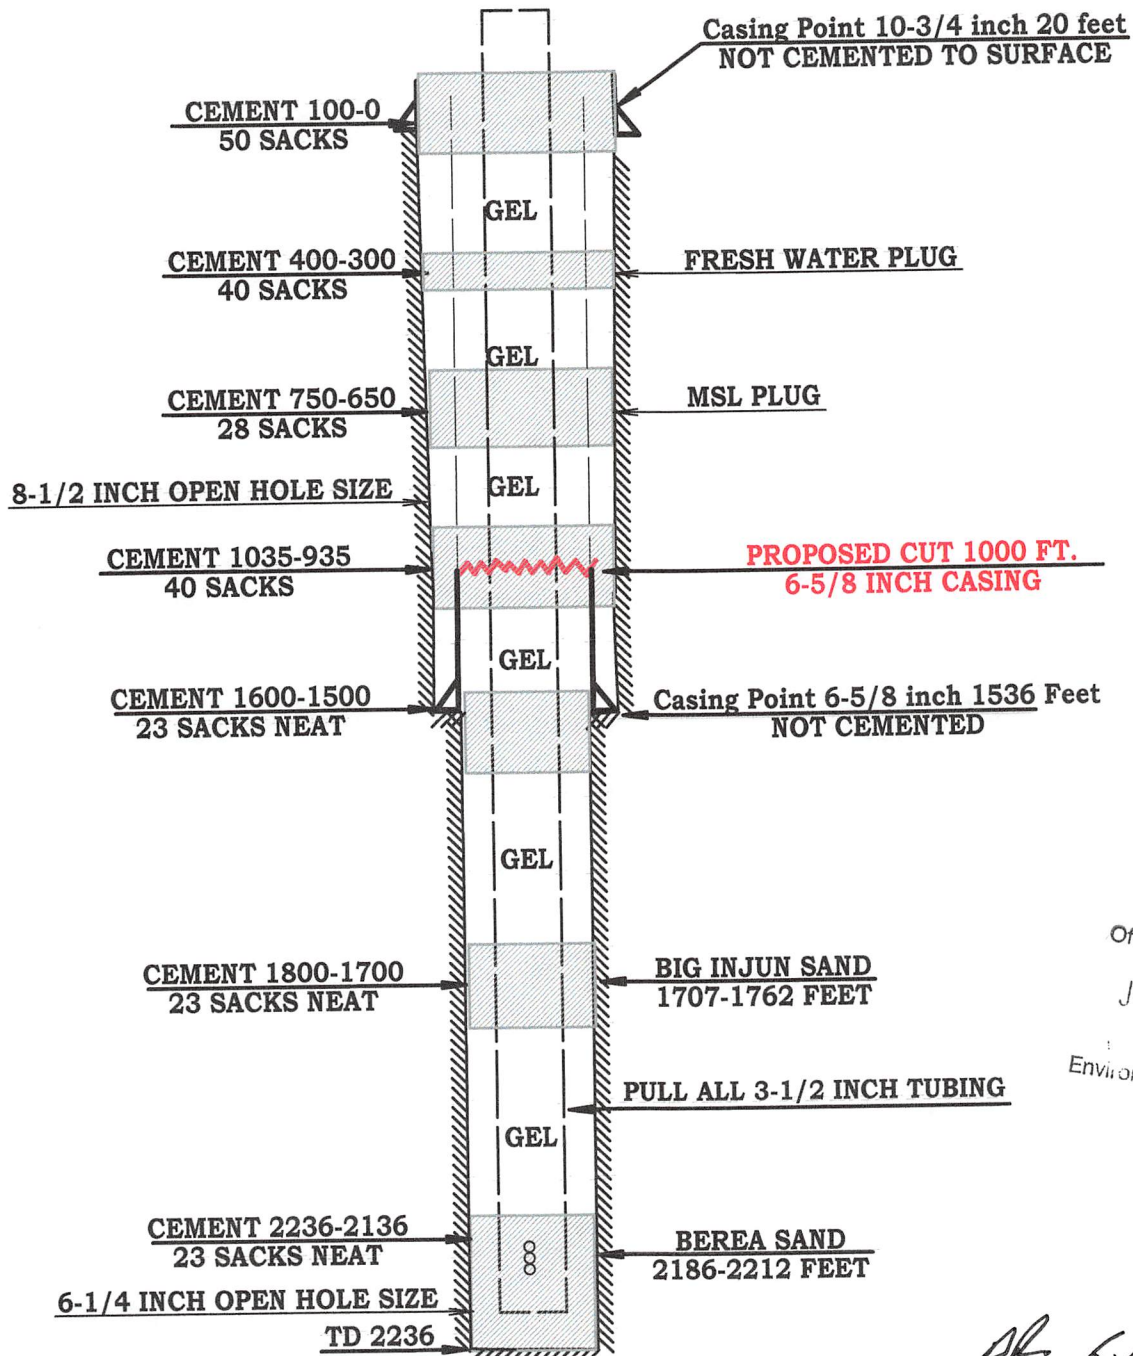 Casing Point 10-3/4 inch 20 feet
NOT CEMENTED TO SURFACE
CEMENT 100-0
50 SACKS
GEL
CEMENT 400-300
40 SACKS
FRESH WATER PLUG
GEL
CEMENT 750-650
28 SACKS
MSL PLUG
GEL
8-1/2 INCH OPEN HOLE SIZE
CEMENT 1035-935
40 SACKS
PROPOSED CUT 1000 FT.
6-5/8 INCH CASING
GEL
CEMENT 1600-1500
23 SACKS NEAT
Casing Point 6-5/8 inch 1536 Feet
NOT CEMENTED
GEL
CEMENT 1800-1700
23 SACKS NEAT
BIG INJUN SAND
1707-1762 FEET
PULL ALL 3-1/2 INCH TUBING
GEL
CEMENT 2236-2136
23 SACKS NEAT
BEREA SAND
2186-2212 FEET
6-1/4 INCH OPEN HOLE SIZE
TD 2236